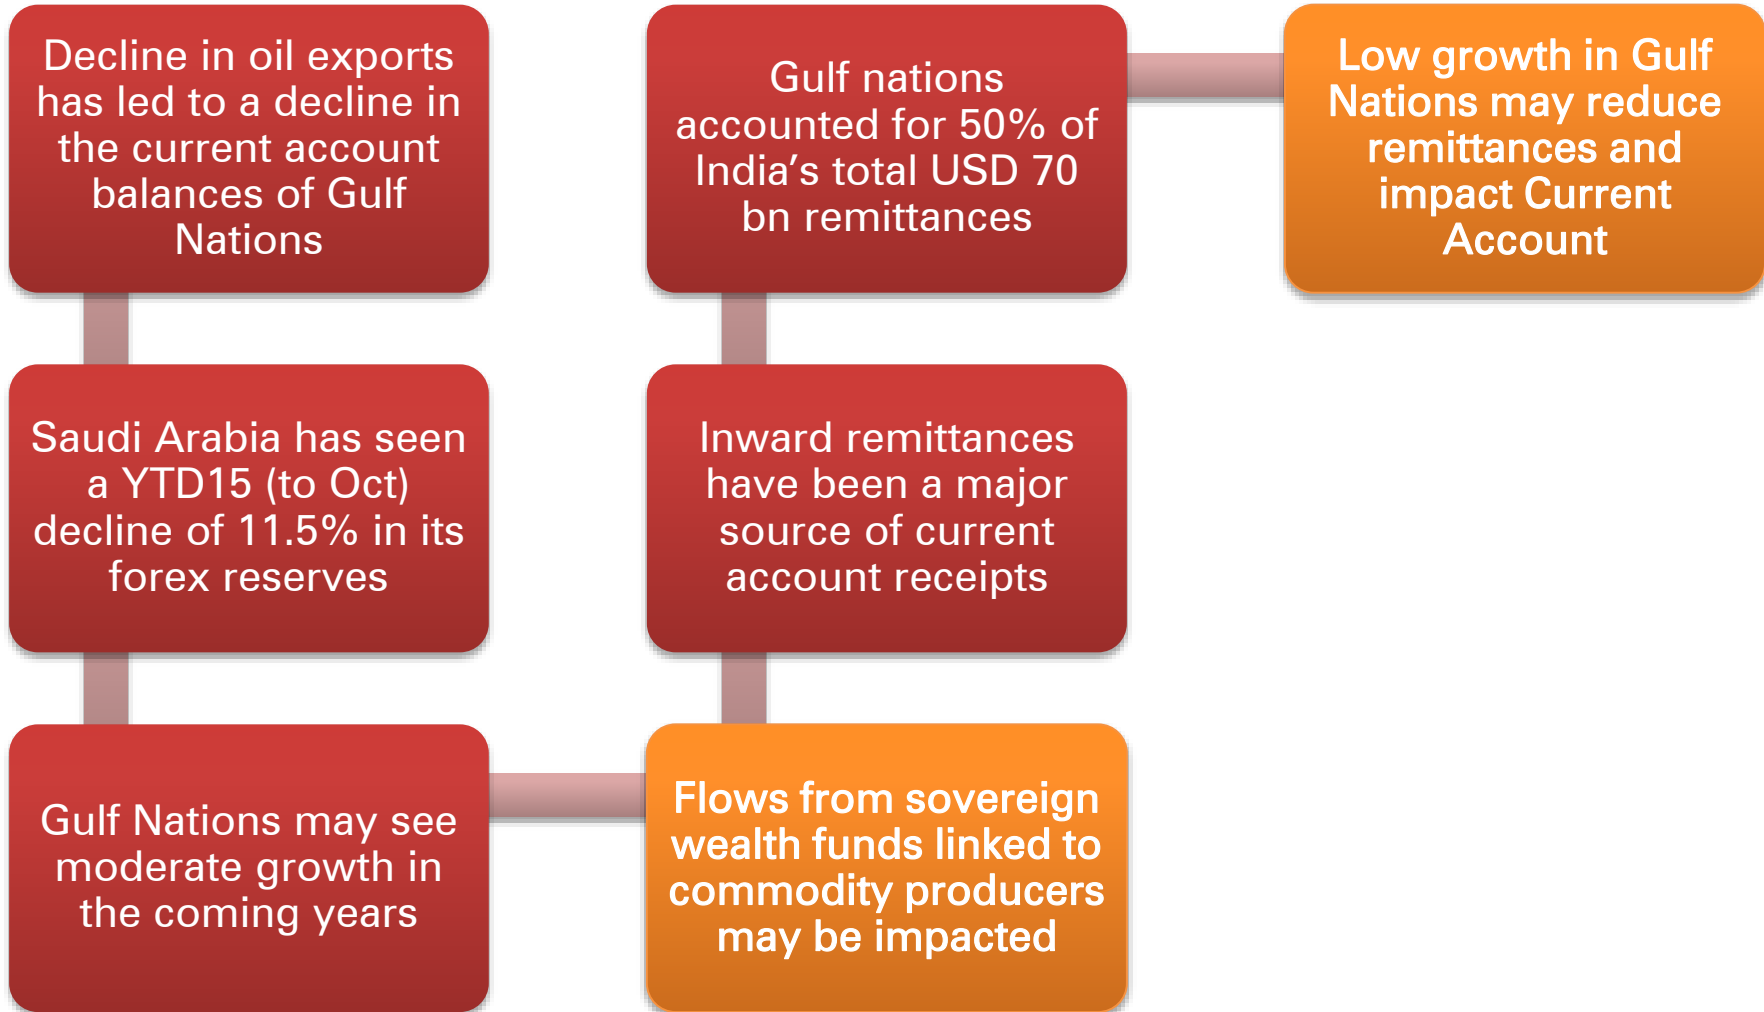 Decline in oil exports
has led to a decline in
the current account
balances of Gulf
Nations
Saudi Arabia has seen
a YTD15 (to Oct)
decline of 11.5% in its
forex reserves
Gulf Nations may see
moderate growth in
the coming years
Flows from sovereign
wealth funds linked to
commodity producers
may be impacted
Inward remittances
have been a major
source of current
account receipts
Gulf nations
accounted for 50% of
India’s total USD 70
bn remittances
Low growth in Gulf
Nations may reduce
remittances and
impact Current
Account